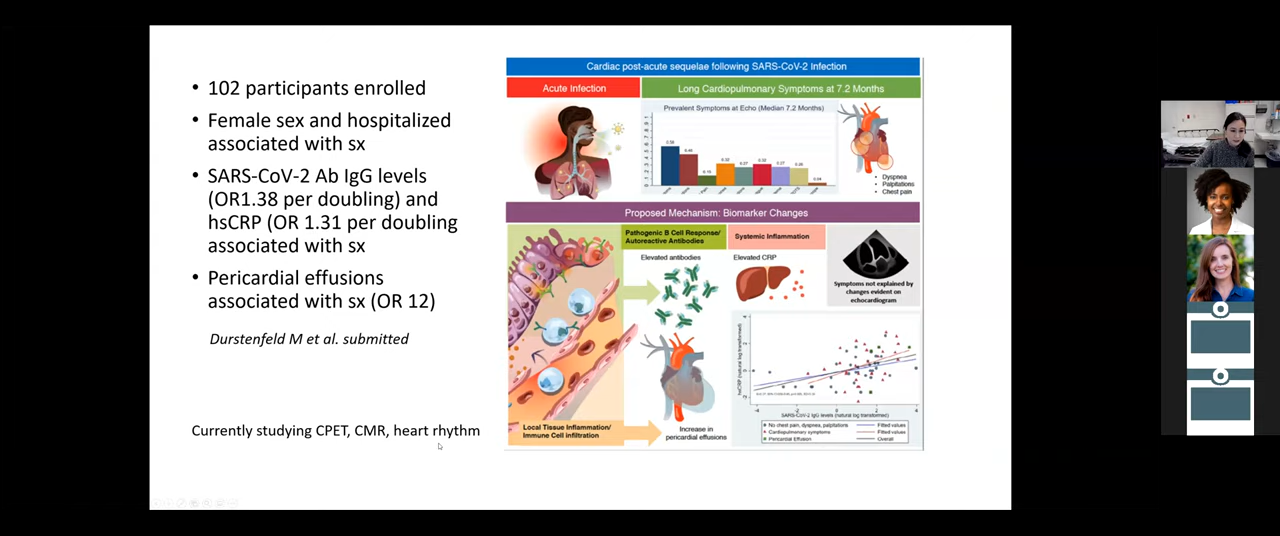 • 102 participants enrolled
• Female sex and hospitalized
associated with sx
• SARS-CoV-2 Ab IgG levels
(OR1.38 per doubling) and
hsCRP (OR 1.31 per doubling
associated with sx
• Pericardial effusions
associated with sx (OR 12)
Durstenfeld M et al. submitted
Currently studying CPET, CMR, heart rhythm
Cardiac post-acute sequelae following SARS-CoV-2 Infection
Acute Infection
Long Cardiopulmonary Symptoms at 7.2 Months
Prevalent Symptoms at Echo (Median 7.2 Months)
• Dyspnea
• Palpitations
• Chest pain
Proposed Mechanism: Biomarker Changes
Pathogenic B Cell Response/
Autoreactive Antibodies
Systemic Inflammation
Elevated antibodies
Elevated CRP
Symptoms not explained by
changes evident on
echocardiogram
Local Tissue Inflammation/
Immune Cell infiltration
Increase in
pericardial effusions
hsCRP (natural log transformed)
SARS-CoV-2 IgG levels (natural log transformed)
No chest pain, dyspnea, palpitations
Fitted values
Cardiopulmonary symptoms
Fitted values
Pericardial Effusion
Overall